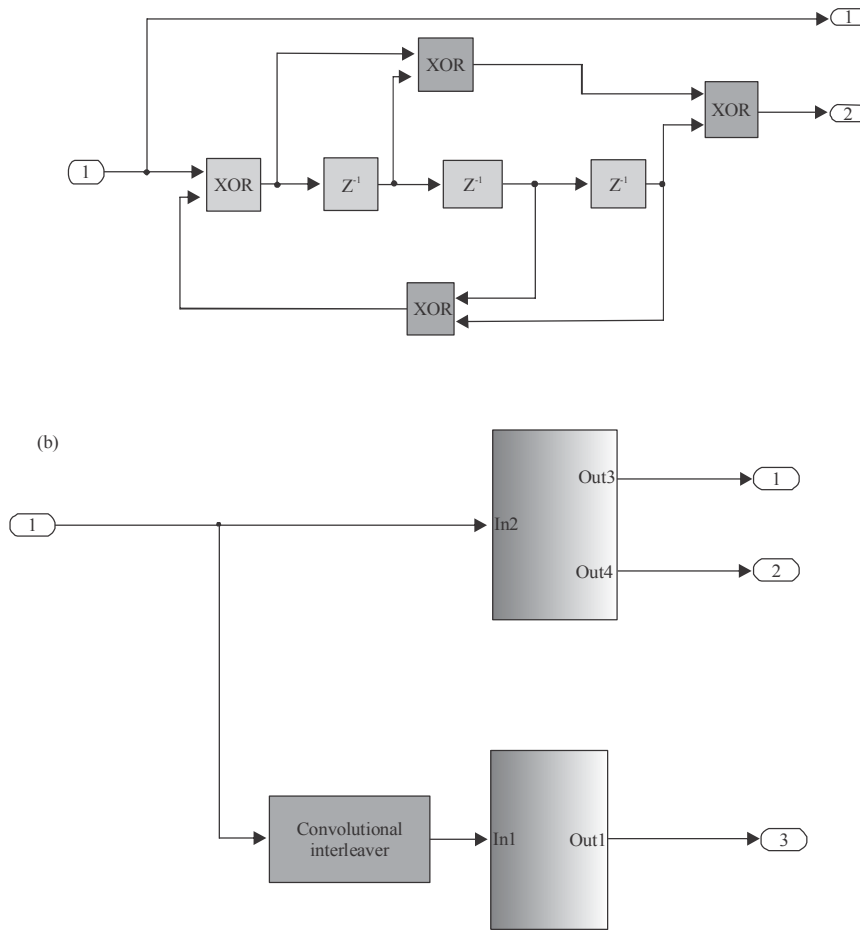 1
XOR
XOR
2
1
XOR
Z⁻¹
Z⁻¹
Z⁻¹
XOR
(b)
Out3
1
1
In2
Out4
2
Convolutional
interleaver
In1
Out1
3